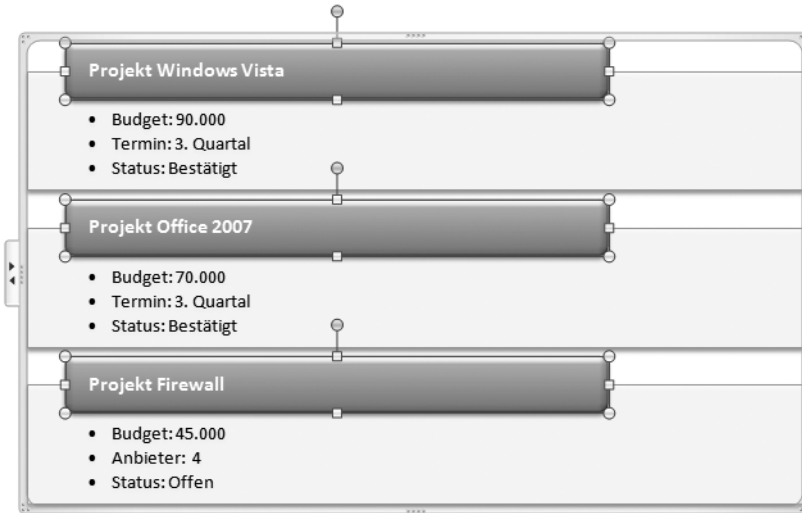 Projekt Windows Vista
• Budget: 90.000
• Termin: 3. Quartal
• Status: Bestätigt
Projekt Office 2007
• Budget: 70.000
• Termin: 3. Quartal
• Status: Bestätigt
Projekt Firewall
• Budget: 45.000
• Anbieter: 4
• Status: Offen